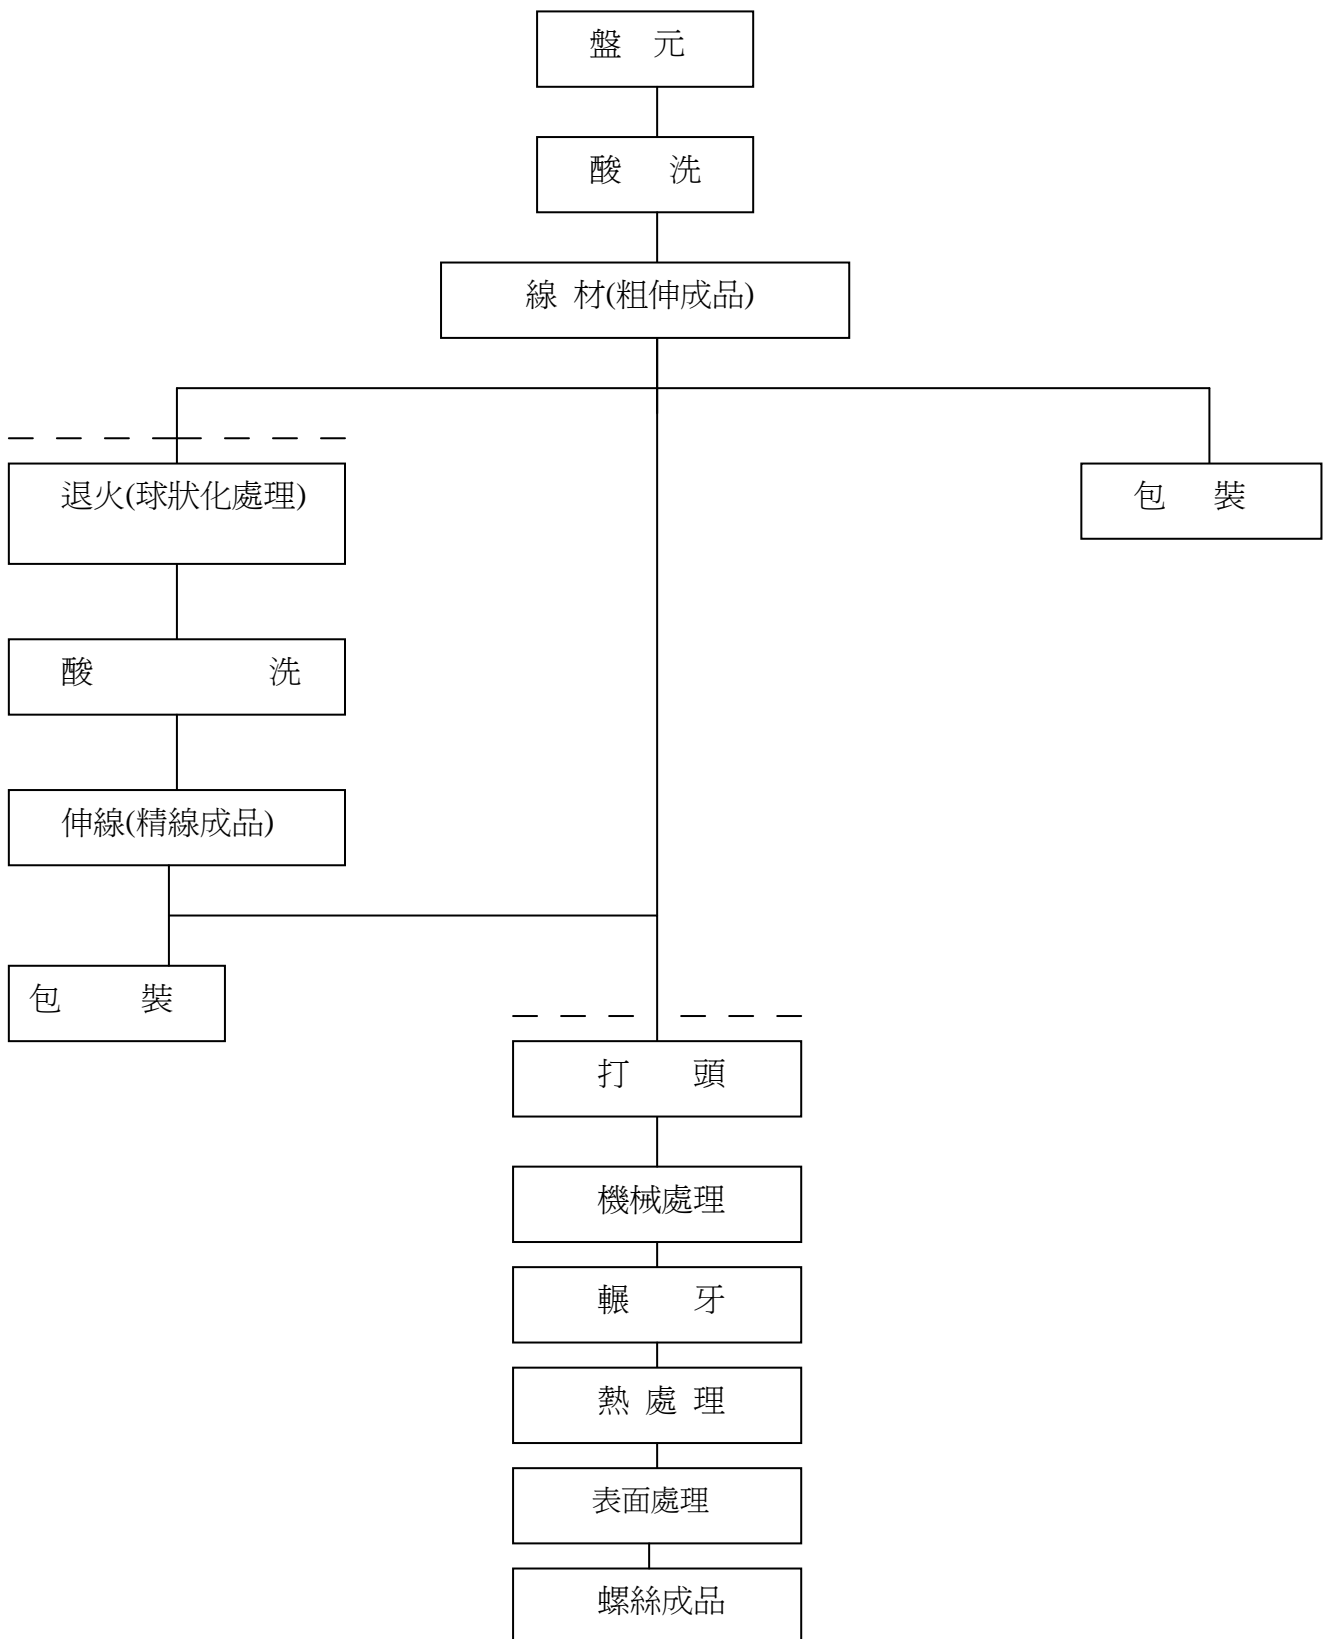 盤 元
酸 洗
線 材(粗伸成品)
退火(球狀化處理)
包 裝
酸 洗
伸線(精線成品)
包 裝
打 頭
機械處理
輾 牙
熱 處 理
表面處理
螺絲成品